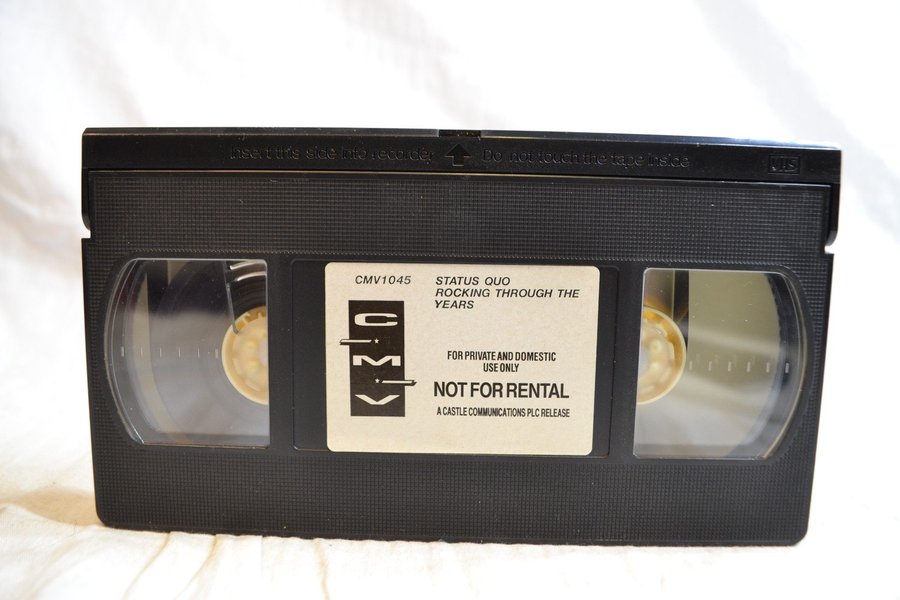 Insert this side into recorder
Do not touch the tape inside
VHS
CMV1045
STATUS QUO
ROCKING THROUGH THE
YEARS
C
M
V
FOR PRIVATE AND DOMESTIC
USE ONLY
NOT FOR RENTAL
A CASTLE COMMUNICATIONS PLC RELEASE